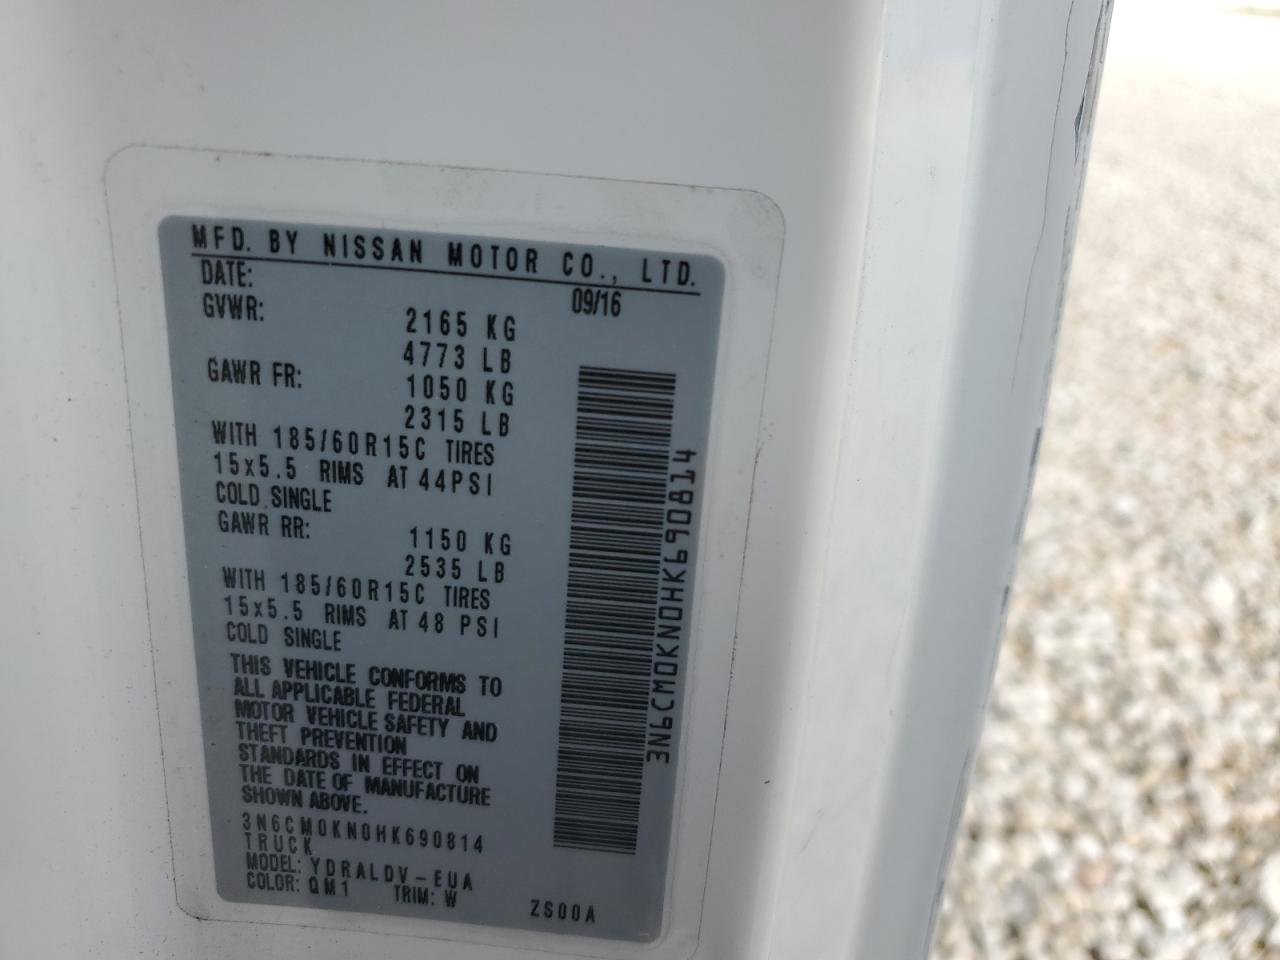 MFD. BY NISSAN MOTOR CO., LTD.
DATE: 09/16
GVWR: 2165 KG
4773 LB
GAWR FR: 1050 KG
2315 LB
WITH 185/60R15C TIRES
15x5.5 RIMS AT 44PSI
COLD SINGLE
GAWR RR: 1150 KG
2535 LB
WITH 185/60R15C TIRES
15x5.5 RIMS AT 48 PSI
COLD SINGLE
THIS VEHICLE CONFORMS TO
ALL APPLICABLE FEDERAL
MOTOR VEHICLE SAFETY AND
THEFT PREVENTION
STANDARDS IN EFFECT ON
THE DATE OF MANUFACTURE
SHOWN ABOVE.
3N6CM0KN0HK690814
TRUCK
MODEL: YDRALDV-EUA
COLOR: QM1 TRIM: W
ZS00A
3N6CM0KN0HK690814